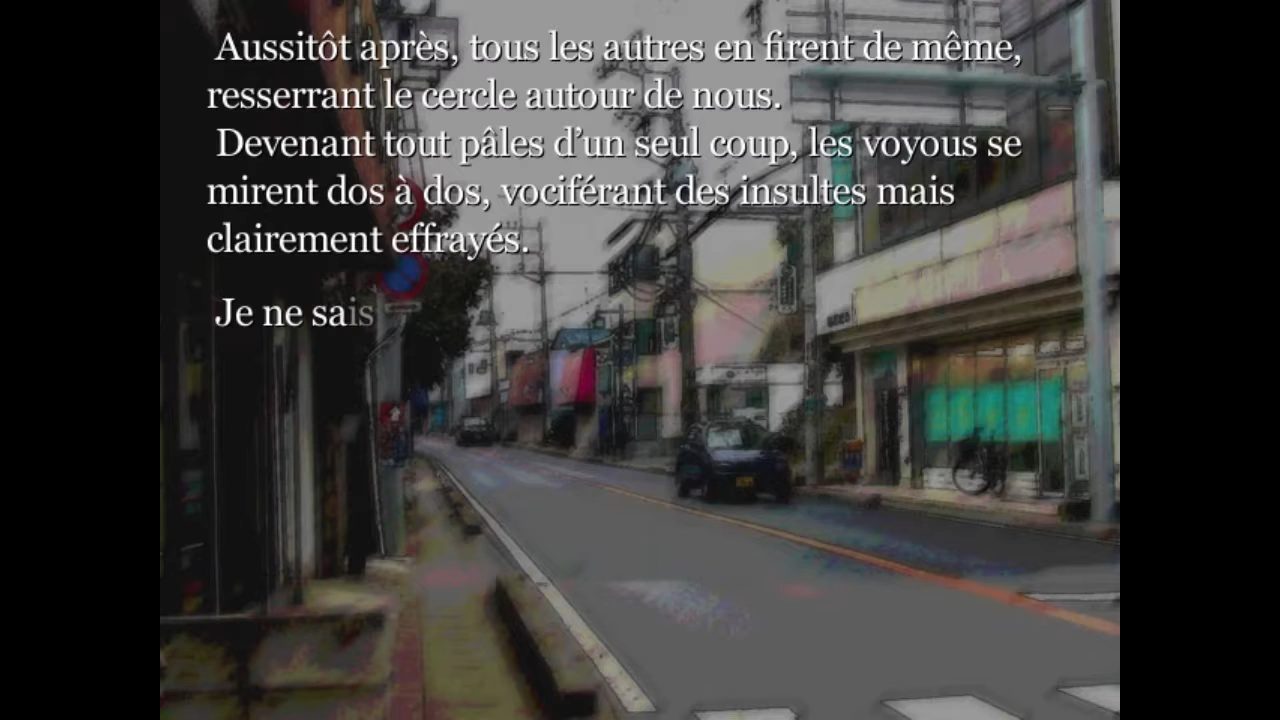 Aussitôt après, tous les autres en firent de même,
resserrant le cercle autour de nous.
Devenant tout pâles d’un seul coup, les voyous se
mirent dos à dos, vociférant des insultes mais
clairement effrayés.
Je ne sais